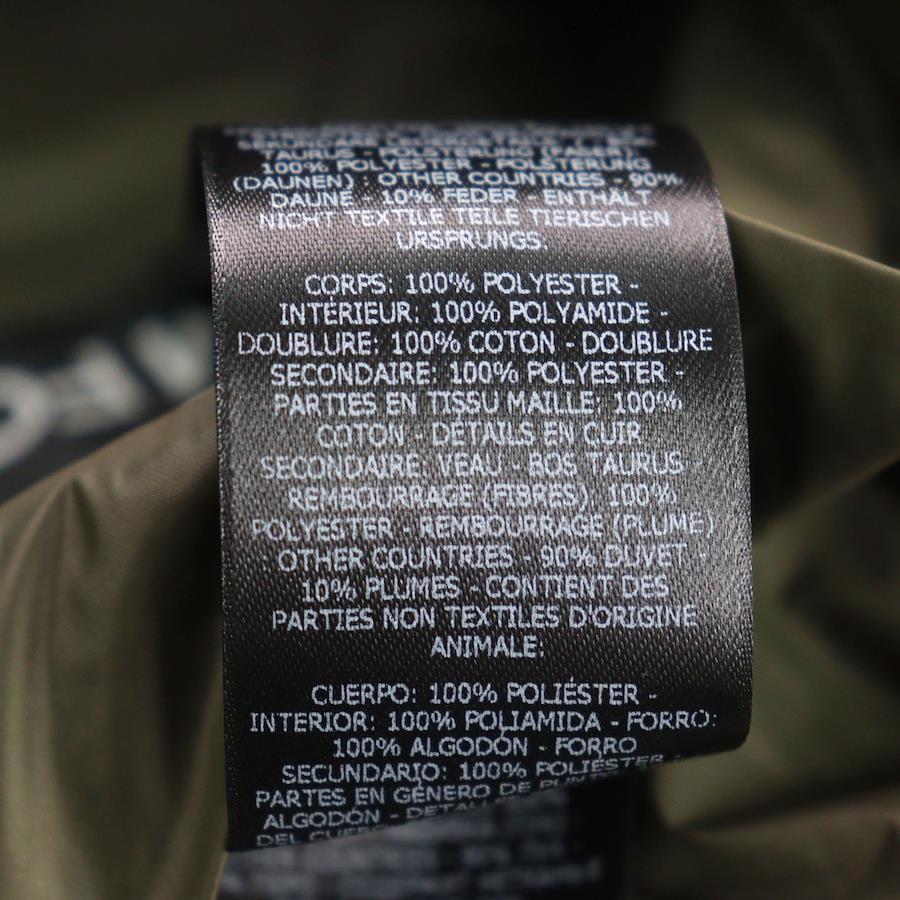 TAURUS - POLSTERUNG (FASER)
100% POLYESTER - POLSTERUNG
(DAUNEN) : OTHER COUNTRIES - 90%
DAUNE - 10% FEDER - ENTHÄLT
NICHT TEXTILE TEILE TIERISCHEN
URSPRUNGS:
CORPS: 100% POLYESTER -
INTÉRIEUR: 100% POLYAMIDE -
DOUBLURE: 100% COTON - DOUBLURE
SECONDAIRE: 100% POLYESTER -
PARTIES EN TISSU MAILLE: 100%
COTON - DÉTAILS EN CUIR
SECONDAIRE: VEAU - BOS TAURUS -
REMBOURRAGE (FIBRES): 100%
POLYESTER - REMBOURRAGE (PLUME)
OTHER COUNTRIES - 90% DUVET -
10% PLUMES - CONTIENT DES
PARTIES NON TEXTILES D'ORIGINE
ANIMALE:
CUERPO: 100% POLIÉSTER -
INTERIOR: 100% POLIAMIDA - FORRO:
100% ALGODÓN - FORRO
SECUNDARIO: 100% POLIÉSTER -
PARTES EN GÉNERO DE PUNTO
ALGODÓN -